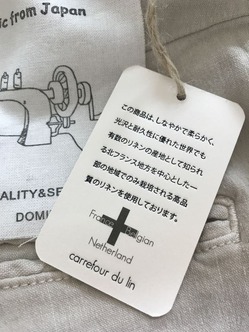 ic from Japan
ALITY&SE
DOMI
この商品は、しなやかで柔らかく、
光沢と耐久性に優れた世界でも
有数のリネンの産地として知られ
る北フランス地方を中心とした一
部の地域でのみ栽培される高品
質のリネンを使用しております。
France Belgian
Netherland
carrefour du lin